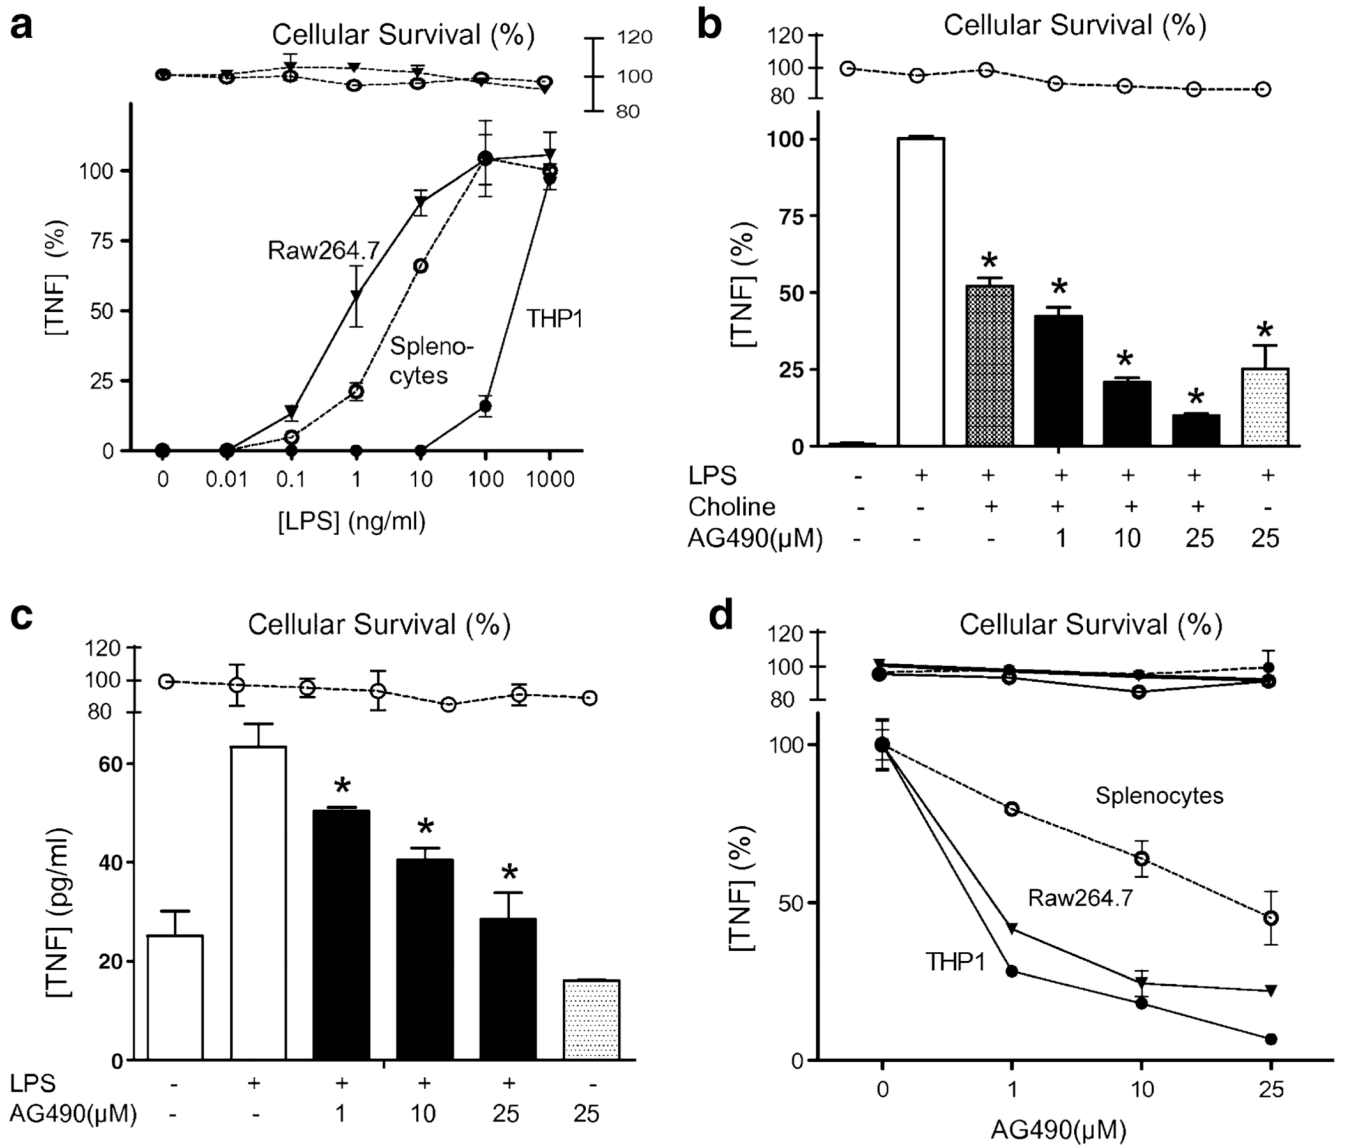 a
Cellular Survival (%)
120
100
80
100
75
50
25
0
[TNF] (%)
Raw264.7
Spleno-
cytes
THP1
0 0.01 0.1 1 10 100 1000
[LPS] (ng/ml)
b
Cellular Survival (%)
120
100
80
100
75
50
25
0
[TNF] (%)
* * * * *
LPS - + + + + + +
Choline - - + + + + -
AG490(µM) - - - 1 10 25 25
c
Cellular Survival (%)
120
100
80
60
40
20
0
[TNF] (pg/ml)
* * *
LPS - + + + + -
AG490(µM) - - 1 10 25 25
d
Cellular Survival (%)
120
100
80
100
50
0
[TNF] (%)
Splenocytes
Raw264.7
THP1
0 1 10 25
AG490(µM)